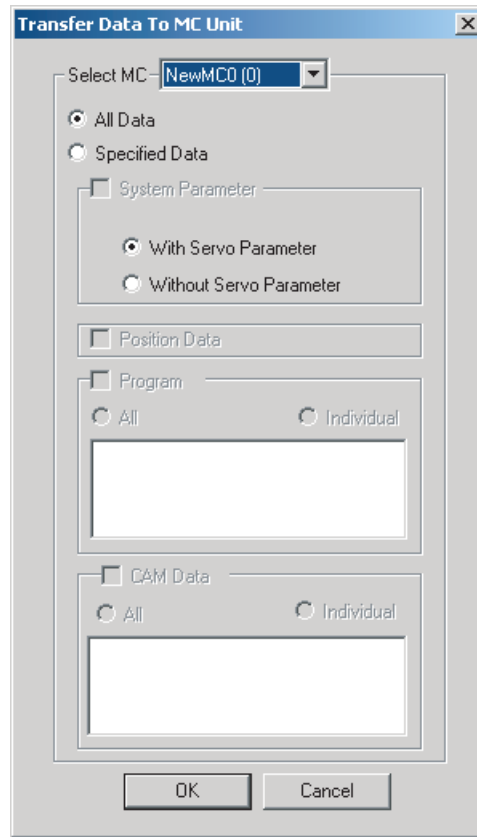 Transfer Data To MC Unit
Select MC NewMC0 (0)
All Data
Specified Data
System Parameter
With Servo Parameter
Without Servo Parameter
Position Data
Program
All Individual
CAM Data
All Individual
OK Cancel